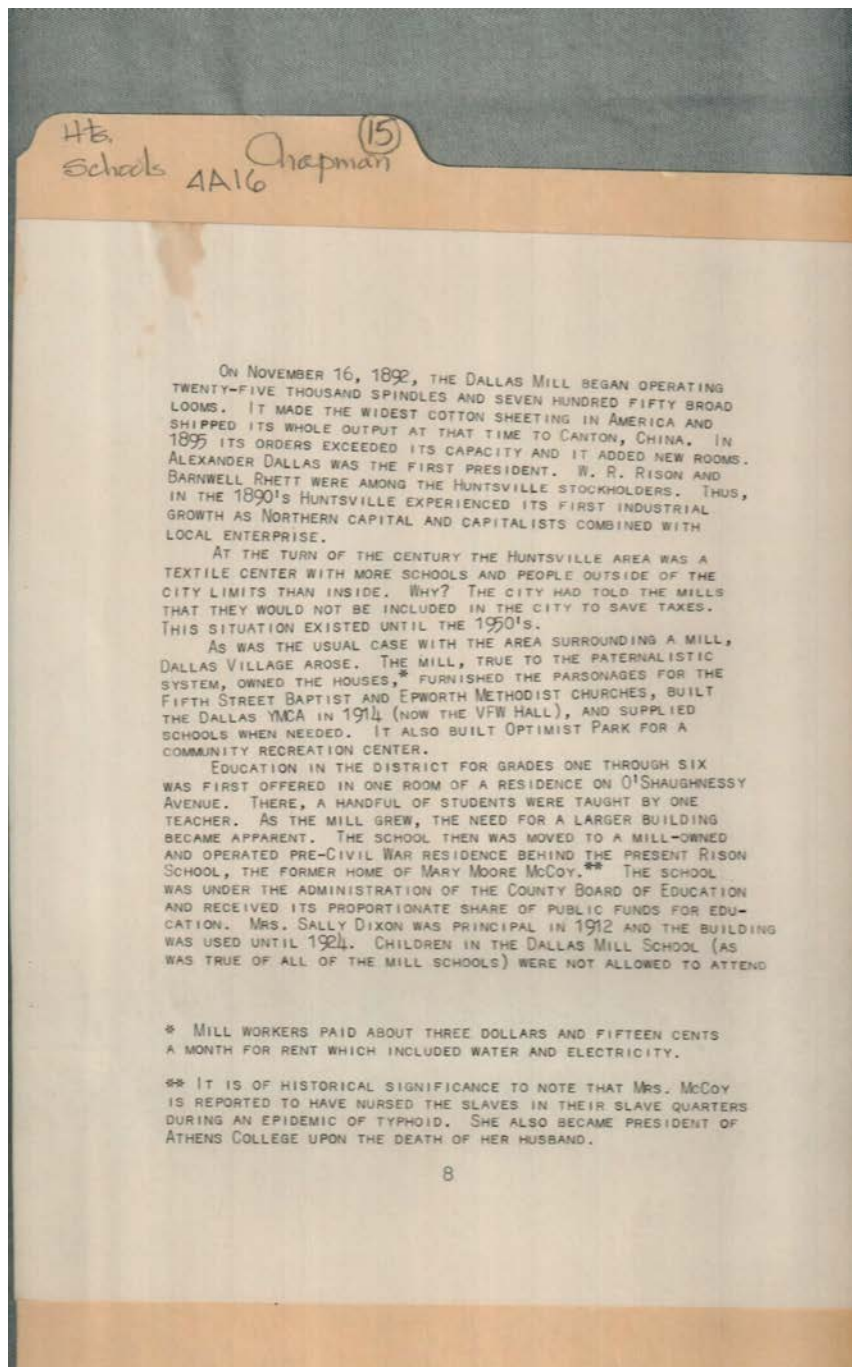 Hts.
Schools
4A16
Chapman
15
ON NOVEMBER 16, 1892, THE DALLAS MILL BEGAN OPERATING
TWENTY-FIVE THOUSAND SPINDLES AND SEVEN HUNDRED FIFTY BROAD
LOOMS. IT MADE THE WIDEST COTTON SHEETING IN AMERICA AND
SHIPPED ITS WHOLE OUTPUT AT THAT TIME TO CANTON, CHINA. IN
1895 ITS ORDERS EXCEEDED ITS CAPACITY AND IT ADDED NEW ROOMS.
ALEXANDER DALLAS WAS THE FIRST PRESIDENT. W. R. RISON AND
BARNWELL RHETT WERE AMONG THE HUNTSVILLE STOCKHOLDERS. THUS,
IN THE 1890'S HUNTSVILLE EXPERIENCED ITS FIRST INDUSTRIAL
GROWTH AS NORTHERN CAPITAL AND CAPITALISTS COMBINED WITH
LOCAL ENTERPRISE.
AT THE TURN OF THE CENTURY THE HUNTSVILLE AREA WAS A
TEXTILE CENTER WITH MORE SCHOOLS AND PEOPLE OUTSIDE OF THE
CITY LIMITS THAN INSIDE. WHY? THE CITY HAD TOLD THE MILLS
THAT THEY WOULD NOT BE INCLUDED IN THE CITY TO SAVE TAXES.
THIS SITUATION EXISTED UNTIL THE 1950'S.
AS WAS THE USUAL CASE WITH THE AREA SURROUNDING A MILL,
DALLAS VILLAGE AROSE. THE MILL, TRUE TO THE PATERNALISTIC
SYSTEM, OWNED THE HOUSES,* FURNISHED THE PARSONAGES FOR THE
FIFTH STREET BAPTIST AND EPWORTH METHODIST CHURCHES, BUILT
THE DALLAS YMCA IN 1914 (NOW THE VFW HALL), AND SUPPLIED
SCHOOLS WHEN NEEDED. IT ALSO BUILT OPTIMIST PARK FOR A
COMMUNITY RECREATION CENTER.
EDUCATION IN THE DISTRICT FOR GRADES ONE THROUGH SIX
WAS FIRST OFFERED IN ONE ROOM OF A RESIDENCE ON O'SHAUGHNESSY
AVENUE. THERE, A HANDFUL OF STUDENTS WERE TAUGHT BY ONE
TEACHER. AS THE MILL GREW, THE NEED FOR A LARGER BUILDING
BECAME APPARENT. THE SCHOOL THEN WAS MOVED TO A MILL-OWNED
AND OPERATED PRE-CIVIL WAR RESIDENCE BEHIND THE PRESENT RISON
SCHOOL, THE FORMER HOME OF MARY MOORE MCCOY.** THE SCHOOL
WAS UNDER THE ADMINISTRATION OF THE COUNTY BOARD OF EDUCATION
AND RECEIVED ITS PROPORTIONATE SHARE OF PUBLIC FUNDS FOR EDU-
CATION. MRS. SALLY DIXON WAS PRINCIPAL IN 1912 AND THE BUILDING
WAS USED UNTIL 1924. CHILDREN IN THE DALLAS MILL SCHOOL (AS
WAS TRUE OF ALL OF THE MILL SCHOOLS) WERE NOT ALLOWED TO ATTEND
* MILL WORKERS PAID ABOUT THREE DOLLARS AND FIFTEEN CENTS
A MONTH FOR RENT WHICH INCLUDED WATER AND ELECTRICITY.
** IT IS OF HISTORICAL SIGNIFICANCE TO NOTE THAT MRS. MCCOY
IS REPORTED TO HAVE NURSED THE SLAVES IN THEIR SLAVE QUARTERS
DURING AN EPIDEMIC OF TYPHOID. SHE ALSO BECAME PRESIDENT OF
ATHENS COLLEGE UPON THE DEATH OF HER HUSBAND.
8